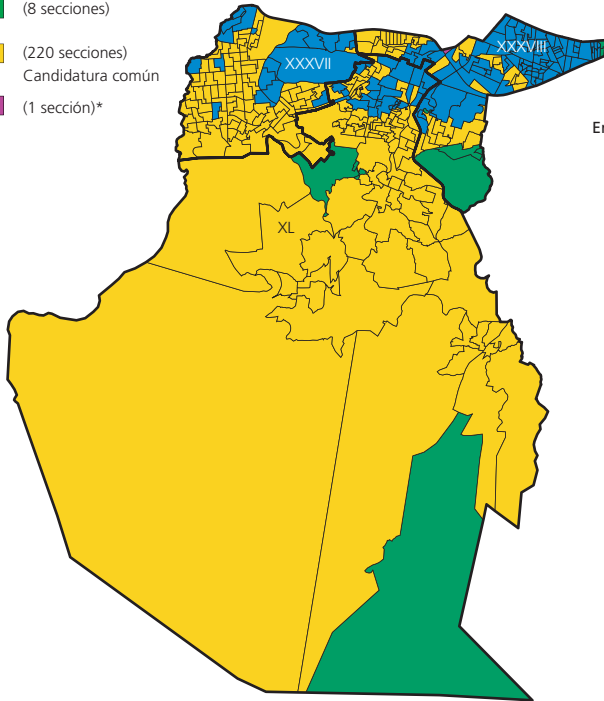 (8 secciones)
(220 secciones)
Candidatura común
(1 sección)*
XXXVII
XXXVIII
XL